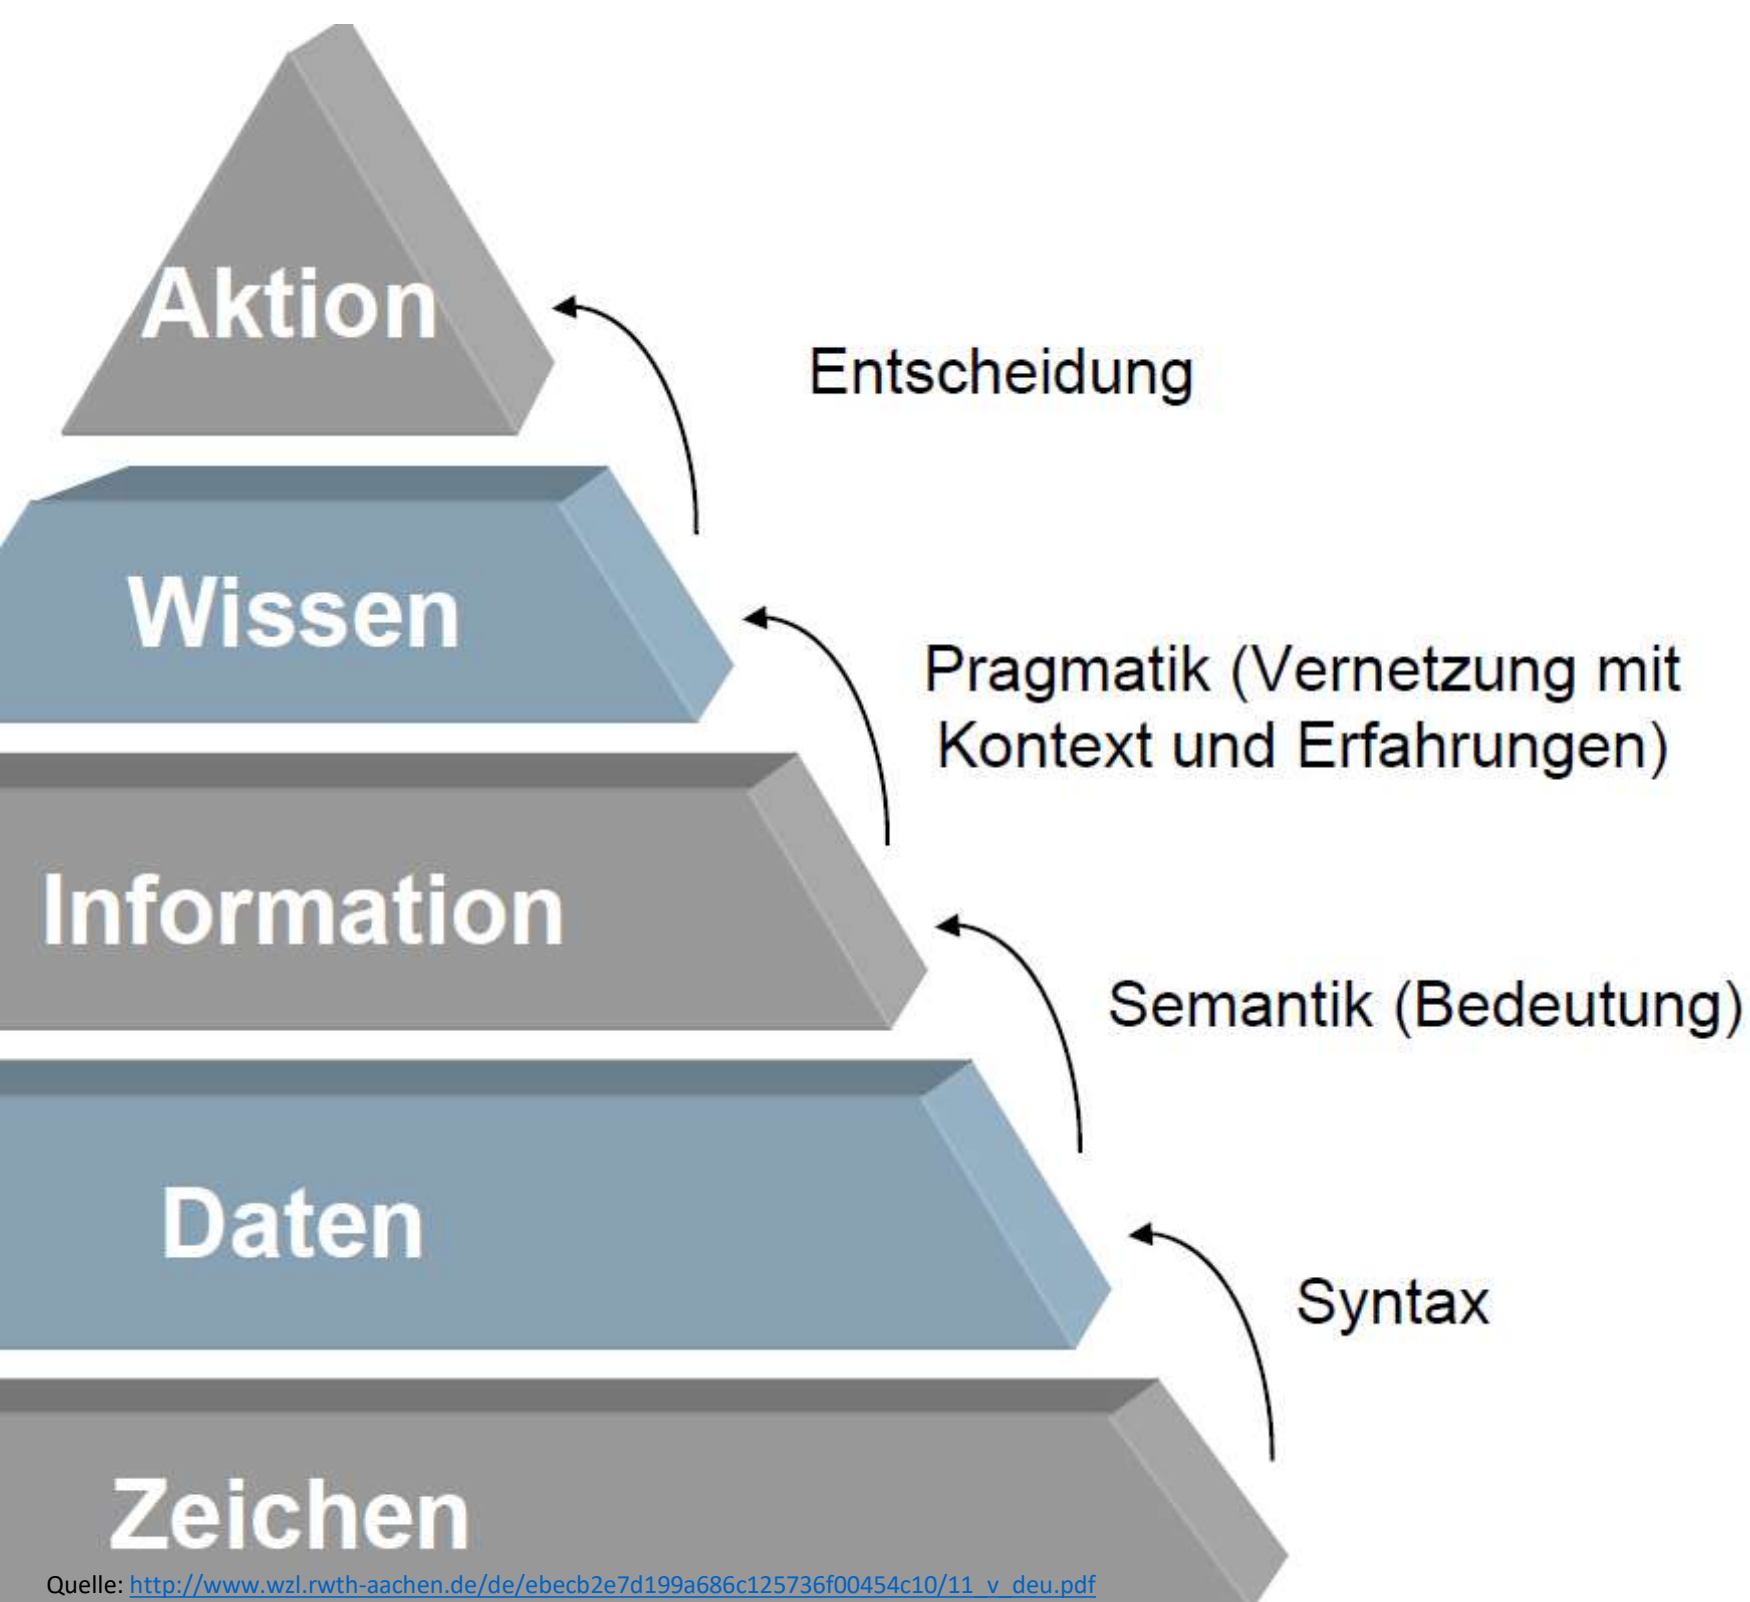 Aktion
Entscheidung
Wissen
Pragmatik (Vernetzung mit
Kontext und Erfahrungen)
Information
Semantik (Bedeutung)
Daten
Syntax
Zeichen
Quelle: http://www.wzl.rwth-aachen.de/de/ebecb2e7d199a686c125736f00454c10/11_v_deu.pdf